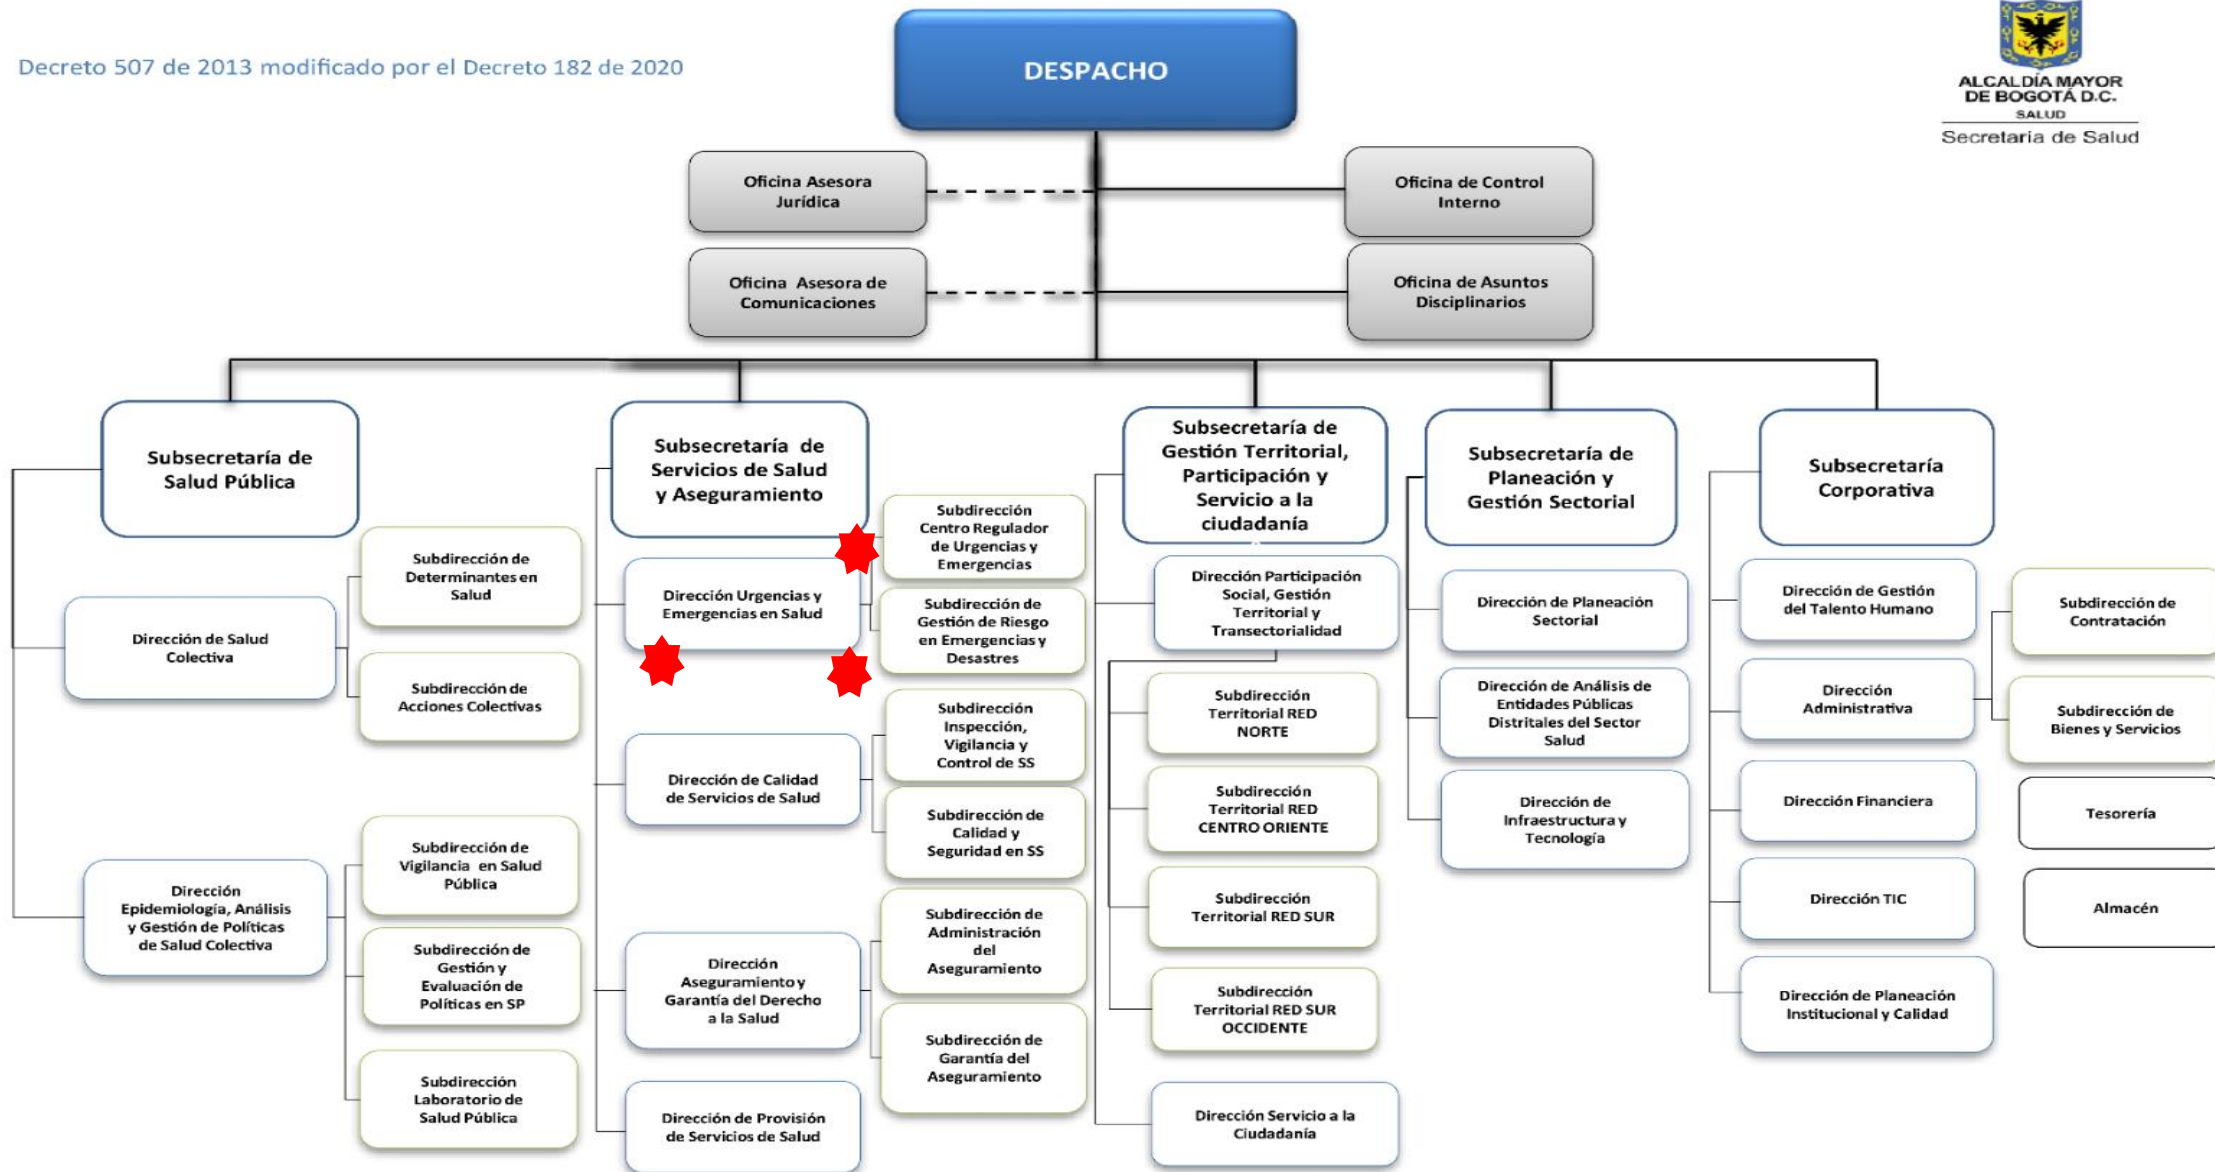 Decreto 507 de 2013 modificado por el Decreto 182 de 2020
DESPACHO
ALCALDÍA MAYOR
DE BOGOTÁ D.C.
SALUD
Secretaria de Salud
Oficina Asesora
Jurídica
Oficina de Control
Interno
Oficina Asesora de
Comunicaciones
Oficina de Asuntos
Disciplinarios
Subsecretaría de
Salud Pública
Dirección de Salud
Colectiva
Subdirección de
Determinantes en
Salud
Subdirección de
Acciones Colectivas
Dirección
Epidemiología, Análisis
y Gestión de Políticas
de Salud Colectiva
Subdirección de
Vigilancia en Salud
Pública
Subdirección de
Gestión y
Evaluación de
Políticas en SP
Subdirección
Laboratorio de
Salud Pública
Subsecretaría de
Servicios de Salud
y Aseguramiento
Dirección Urgencias y
Emergencias en Salud
Subdirección
Centro Regulador
de Urgencias y
Emergencias
Subdirección de
Gestión de Riesgo
en Emergencias y
Desastres
Dirección de Calidad
de Servicios de Salud
Subdirección
Inspección,
Vigilancia y
Control de SS
Subdirección de
Calidad y
Seguridad en SS
Dirección
Aseguramiento y
Garantía del Derecho
a la Salud
Subdirección de
Administración
del
Aseguramiento
Subdirección de
Garantía del
Aseguramiento
Dirección de Provisión
de Servicios de Salud
Subsecretaría de
Gestión Territorial,
Participación y
Servicio a la
ciudadanía
Dirección Participación
Social, Gestión
Territorial y
Transectorialidad
Subdirección
Territorial RED
NORTE
Subdirección
Territorial RED
CENTRO ORIENTE
Subdirección
Territorial RED SUR
Subdirección
Territorial RED SUR
OCCIDENTE
Dirección Servicio a la
Ciudadanía
Subsecretaría de
Planeación y
Gestión Sectorial
Dirección de Planeación
Sectorial
Dirección de Análisis de
Entidades Públicas
Distritales del Sector
Salud
Dirección de
Infraestructura y
Tecnología
Subsecretaría
Corporativa
Dirección de Gestión
del Talento Humano
Dirección
Administrativa
Subdirección de
Contratación
Subdirección de
Bienes y Servicios
Dirección Financiera
Tesorería
Dirección TIC
Almacén
Dirección de Planeación
Institucional y Calidad